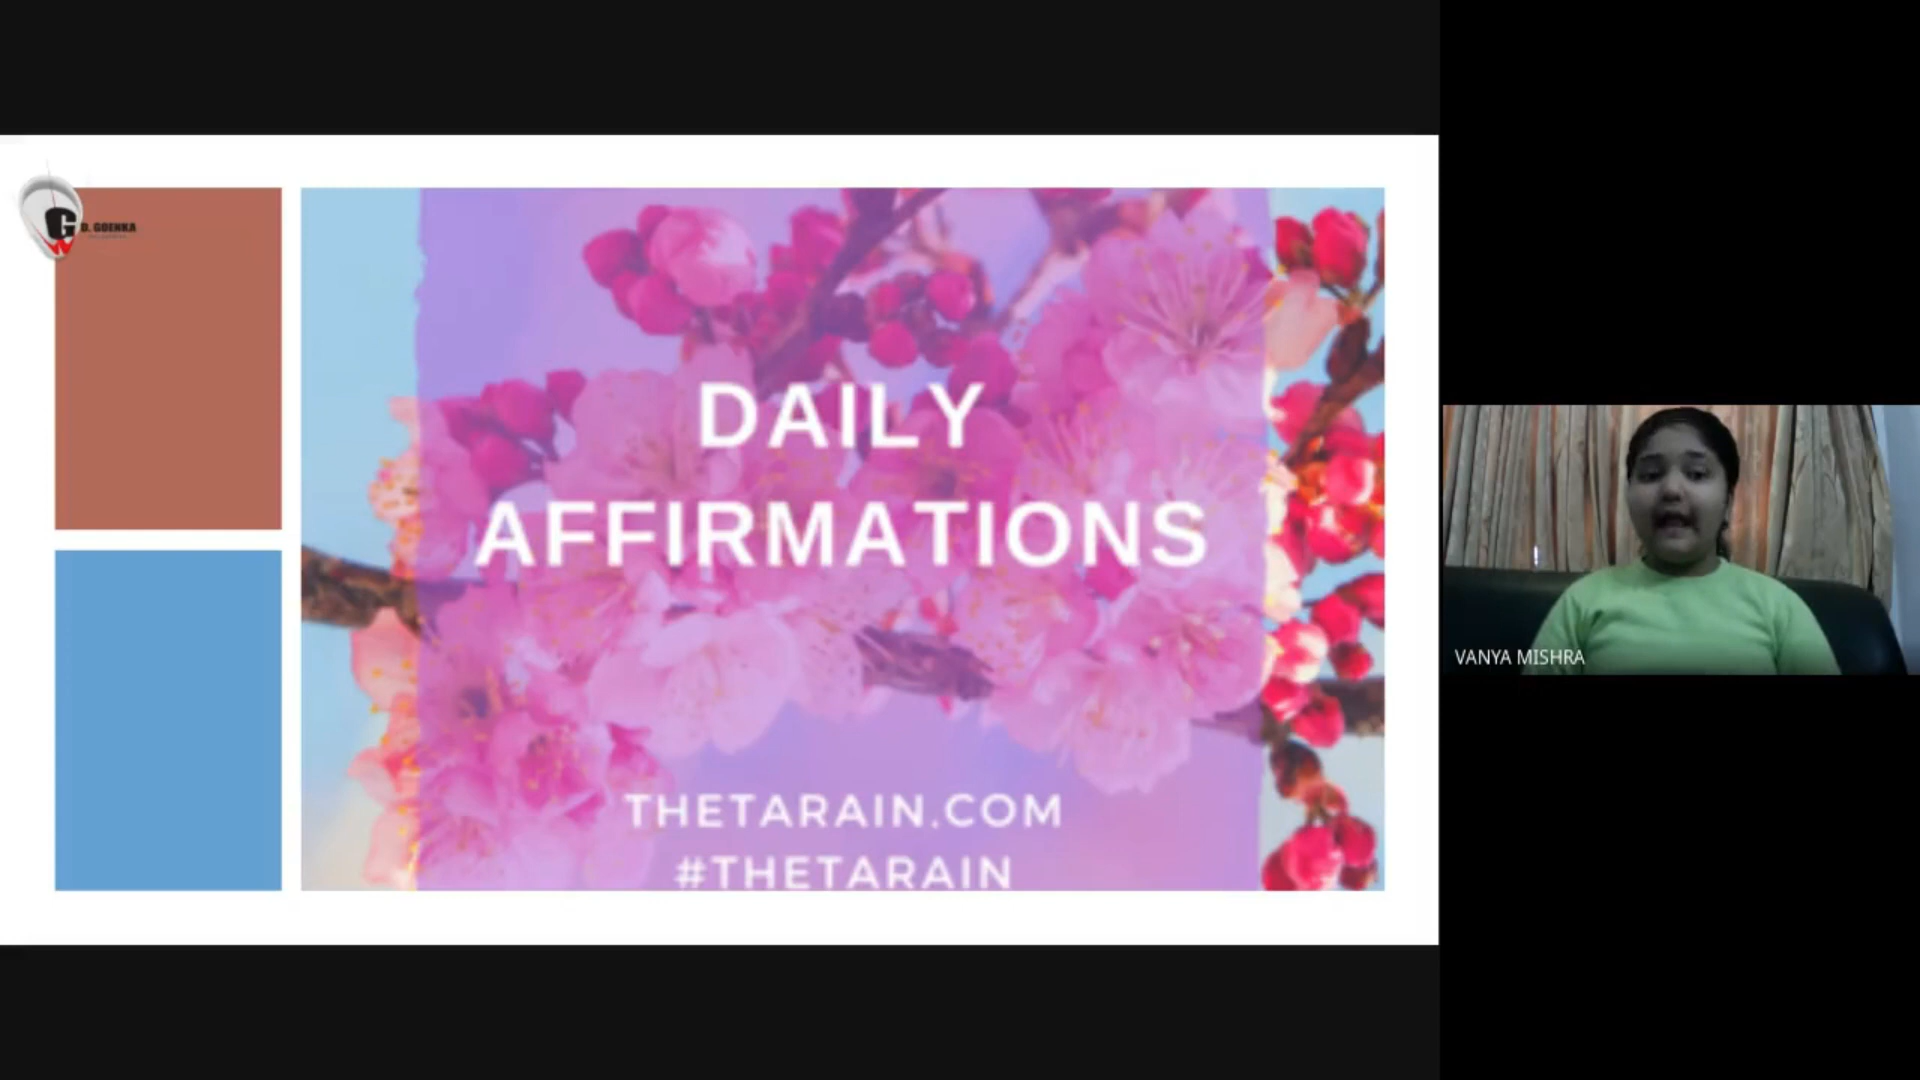 G
D. GOENKA
DAILY
AFFIRMATIONS
THETARAIN.COM
#THETARAIN
VANYA MISHRA